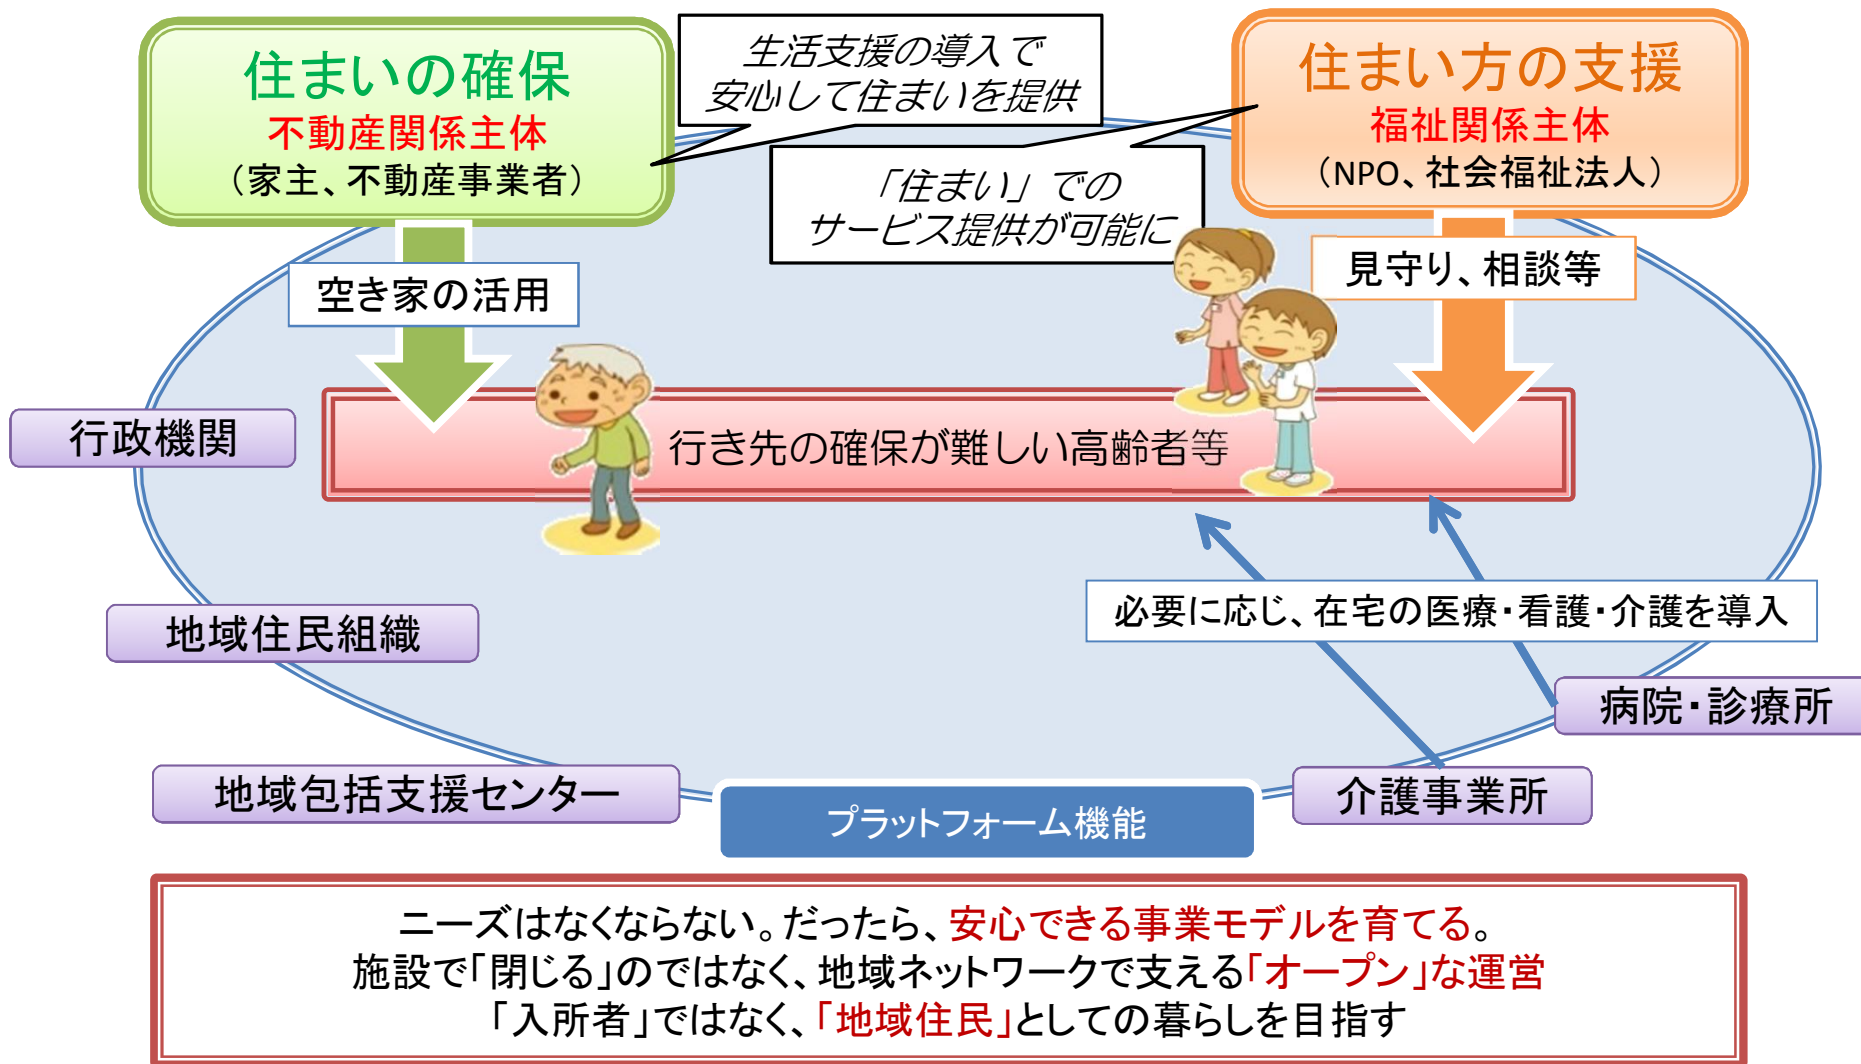 住まいの確保
不動産関係主体
（家主、不動産事業者）
生活支援の導入で
安心して住まいを提供
「住まい」での
サービス提供が可能に
住まい方の支援
福祉関係主体
（NPO、社会福祉法人）
空き家の活用
見守り、相談等
行政機関
行き先の確保が難しい高齢者等
地域住民組織
必要に応じ、在宅の医療・看護・介護を導入
病院・診療所
地域包括支援センター
プラットフォーム機能
介護事業所
ニーズはなくならない。だったら、安心できる事業モデルを育てる。
施設で「閉じる」のではなく、地域ネットワークで支える「オープン」な運営
「入所者」ではなく、「地域住民」としての暮らしを目指す